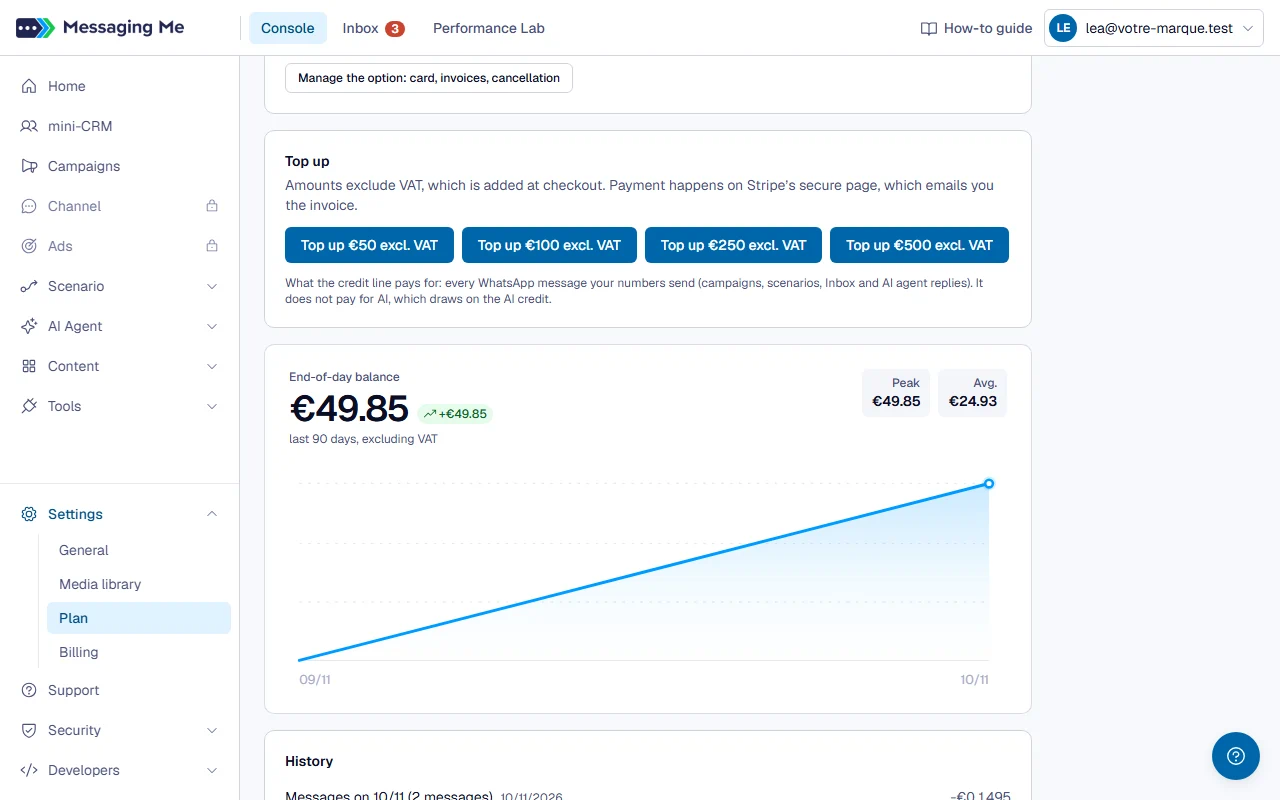 Messaging Me
Console
Inbox 3
Performance Lab
How-to guide
LE lea@votre-marque.test
Home
mini-CRM
Campaigns
Channel
Ads
Scenario
AI Agent
Content
Tools
Settings
General
Media library
Plan
Billing
Support
Security
Developers
Manage the option: card, invoices, cancellation
Top up
Amounts exclude VAT, which is added at checkout. Payment happens on Stripe's secure page, which emails you
the invoice.
Top up €50 excl. VAT
Top up €100 excl. VAT
Top up €250 excl. VAT
Top up €500 excl. VAT
What the credit line pays for: every WhatsApp message your numbers send (campaigns, scenarios, Inbox and AI agent replies). It
does not pay for AI, which draws on the AI credit.
End-of-day balance
€49.85 +€49.85
last 90 days, excluding VAT
Peak
€49.85
Avg.
€24.93
09/11
10/11
History
Messages on 10/11 (2 messages) 10/11/2026 -€0.1495